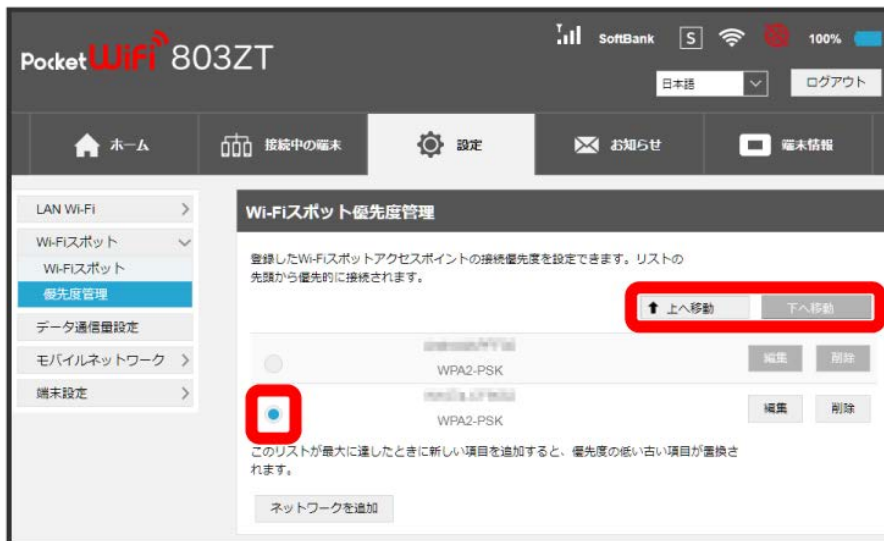 Pocket WiFi 803ZT
SoftBank S 100%
日本語 ログアウト
ホーム 接続中の端末 設定 お知らせ 端末情報
LAN Wi-Fi
Wi-Fiスポット
Wi-Fiスポット
優先度管理
データ通信量設定
モバイルネットワーク
端末設定
Wi-Fiスポット優先度管理
登録したWi-Fiスポットアクセスポイントの接続優先度を設定できます。リストの
先頭から優先的に接続されます。
上へ移動 下へ移動
WPA2-PSK
編集 削除
WPA2-PSK
編集 削除
このリストが最大に達したときに新しい項目を追加すると、優先度の低い古い項目が置換さ
れます。
ネットワークを追加